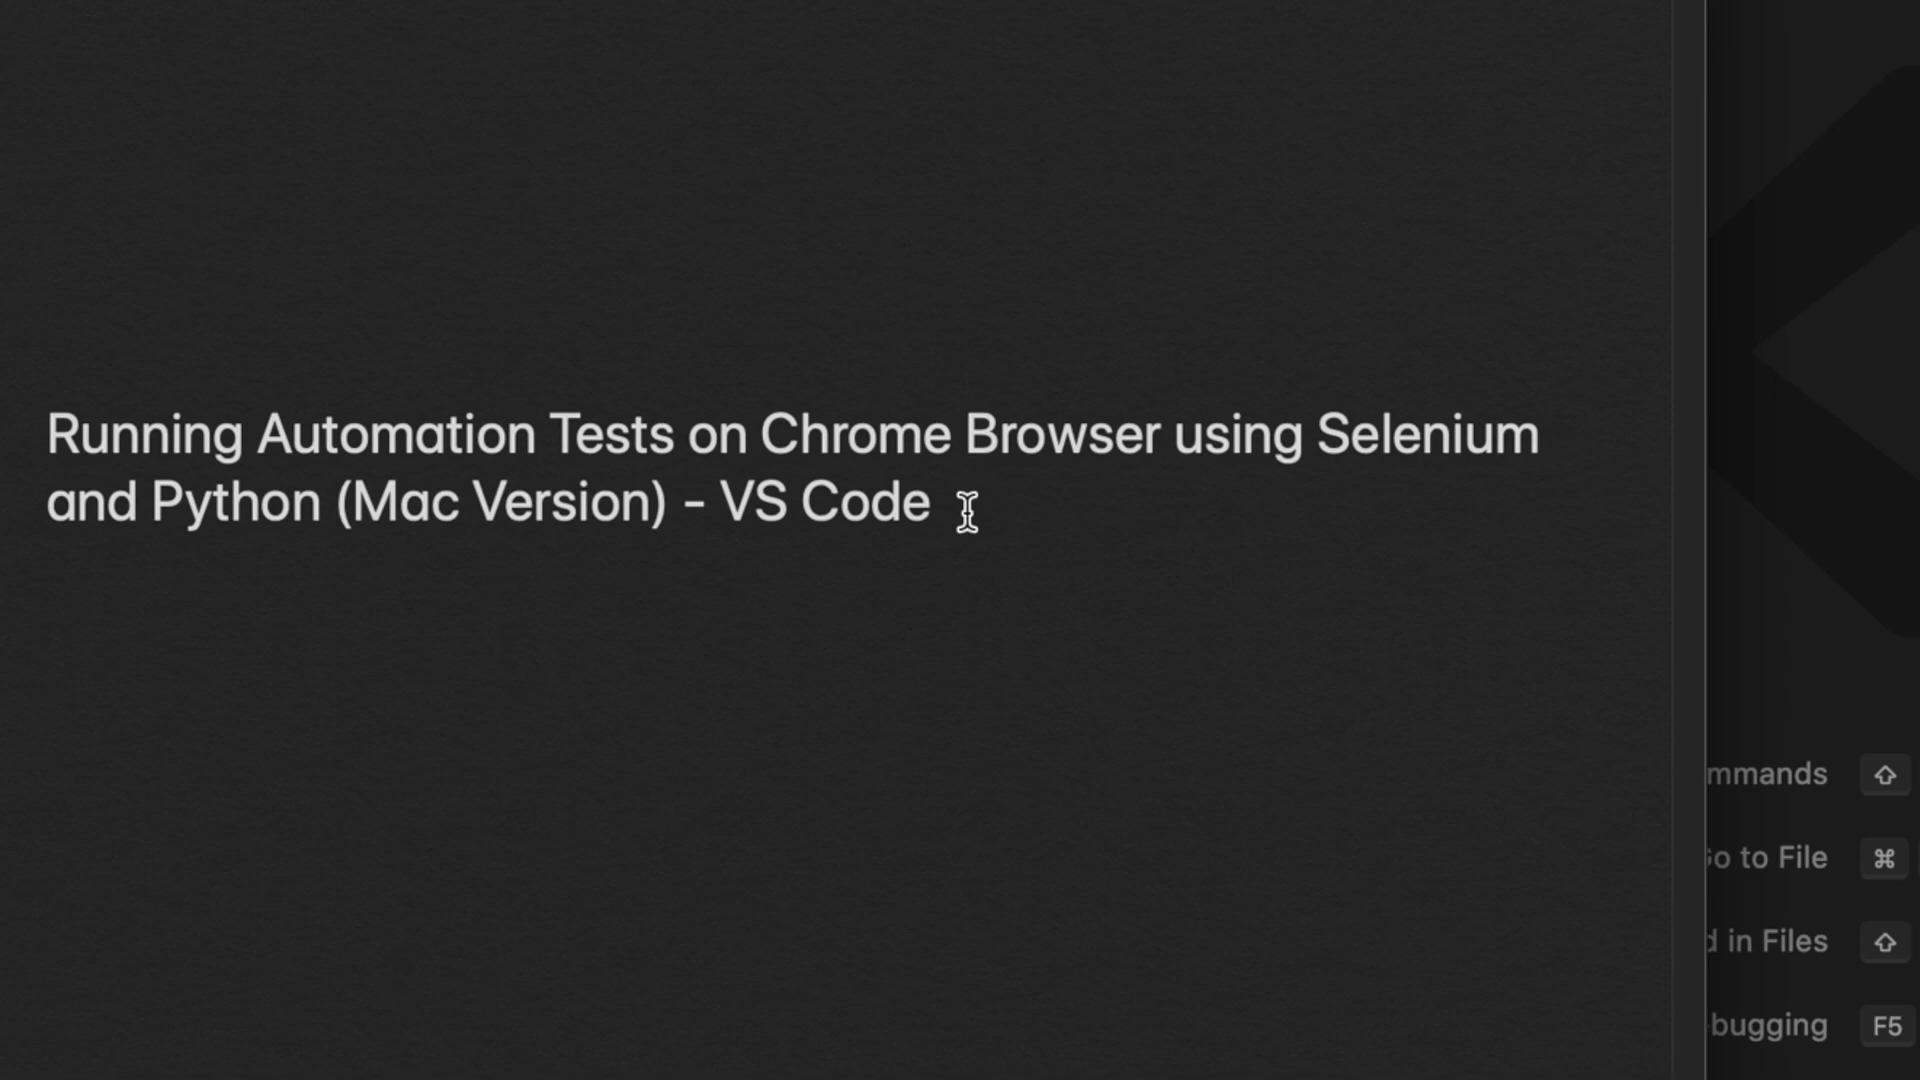 Running Automation Tests on Chrome Browser using Selenium
and Python (Mac Version) - VS Code
mmands ⇧
o to File ⌘
d in Files ⇧
bugging F5